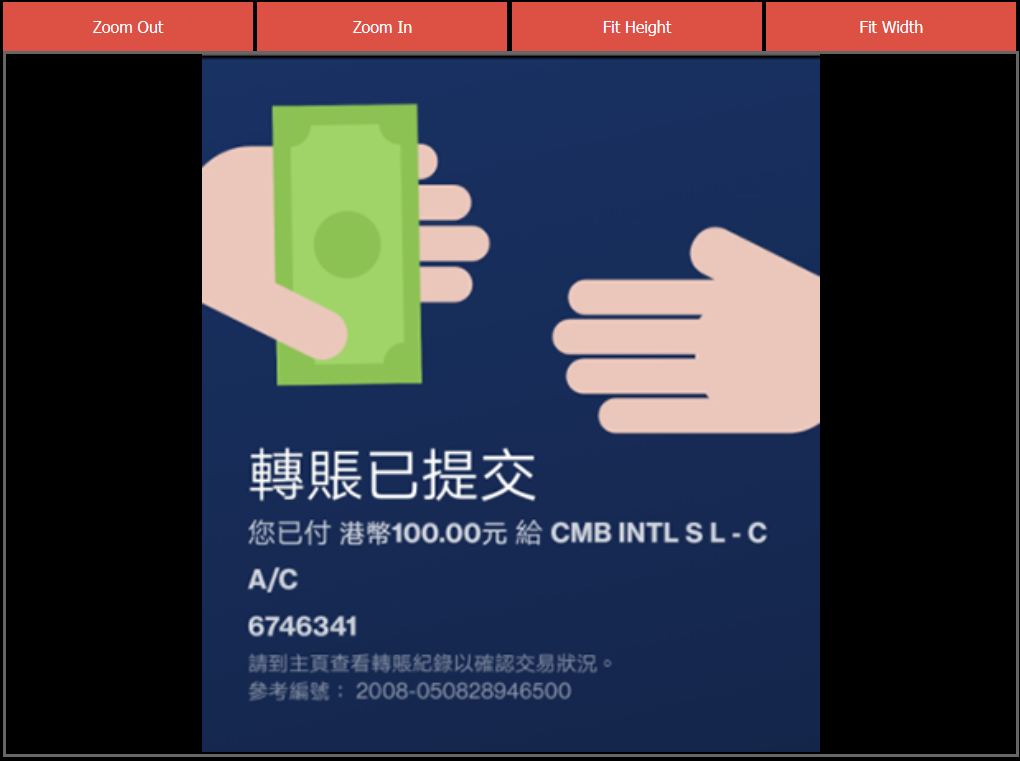 Zoom Out
Zoom In
Fit Height
Fit Width
轉賬已提交
您已付 港幣100.00元 給 CMB INTL S L - C
A/C
6746341
請到主頁查看轉賬紀錄以確認交易狀況。
參考編號： 2008-050828946500